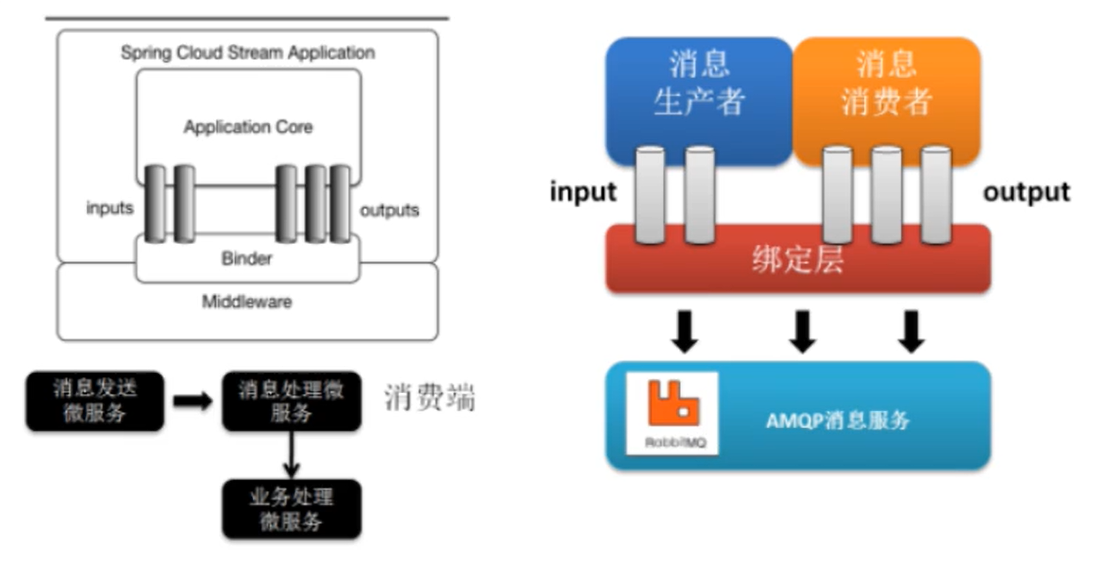 Spring Cloud Stream Application
Application Core
inputs
outputs
Binder
Middleware
消息发送
微服务
消息处理微
服务
消费端
业务处理
微服务
消息
生产者
消息
消费者
input
output
绑定层
RabbitMQ
AMQP消息服务